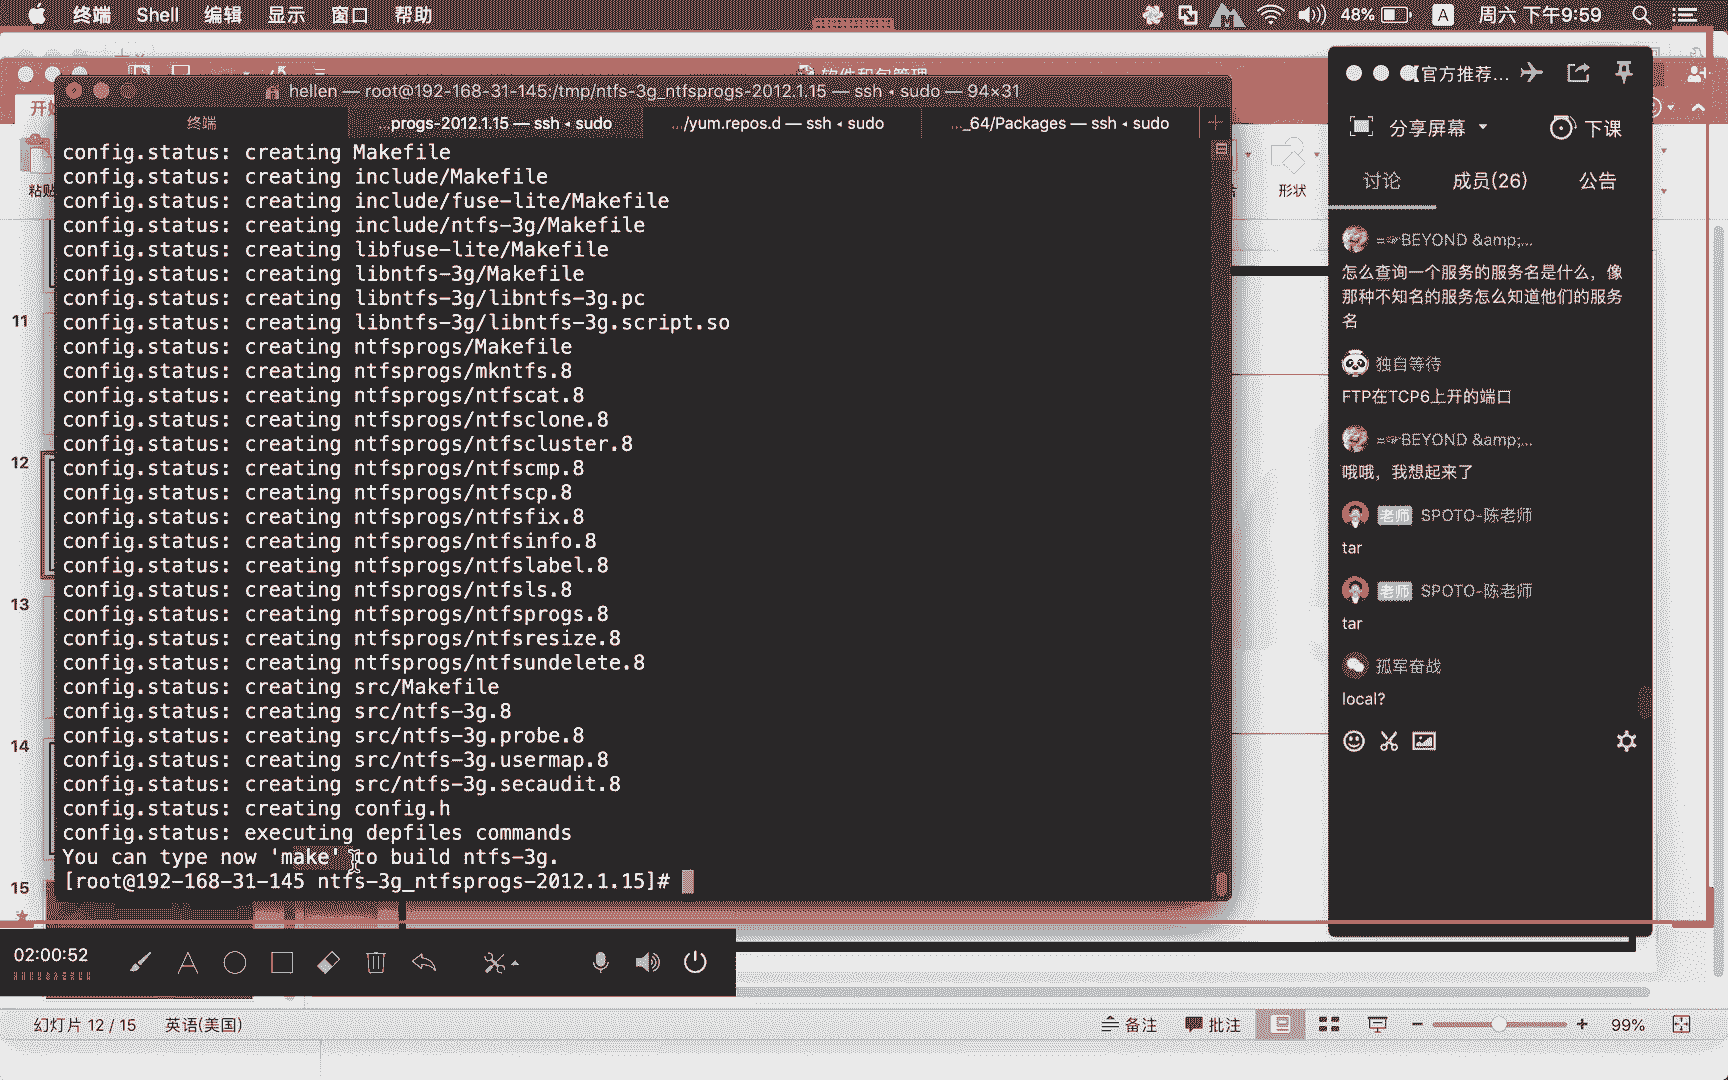 终端 Shell 编辑 显示 窗口 帮助
48% A 周六 下午9:59
软件和包管理
开始
粘贴
形状
hellen — root@192-168-31-145:/tmp/ntfs-3g_ntfsprogs-2012.1.15 — ssh ◂ sudo — 94×31
终端 ...progs-2012.1.15 — ssh ◂ sudo .../yum.repos.d — ssh ◂ sudo ..._64/Packages — ssh ◂ sudo
config.status: creating Makefile
config.status: creating include/Makefile
config.status: creating include/fuse-lite/Makefile
config.status: creating include/ntfs-3g/Makefile
config.status: creating libfuse-lite/Makefile
config.status: creating libntfs-3g/Makefile
config.status: creating libntfs-3g/libntfs-3g.pc
config.status: creating libntfs-3g/libntfs-3g.script.so
config.status: creating ntfsprogs/Makefile
config.status: creating ntfsprogs/mkntfs.8
config.status: creating ntfsprogs/ntfscat.8
config.status: creating ntfsprogs/ntfsclone.8
config.status: creating ntfsprogs/ntfscluster.8
config.status: creating ntfsprogs/ntfscmp.8
config.status: creating ntfsprogs/ntfscp.8
config.status: creating ntfsprogs/ntfsfix.8
config.status: creating ntfsprogs/ntfsinfo.8
config.status: creating ntfsprogs/ntfslabel.8
config.status: creating ntfsprogs/ntfsls.8
config.status: creating ntfsprogs/ntfsprogs.8
config.status: creating ntfsprogs/ntfsresize.8
config.status: creating ntfsprogs/ntfsundelete.8
config.status: creating src/Makefile
config.status: creating src/ntfs-3g.8
config.status: creating src/ntfs-3g.probe.8
config.status: creating src/ntfs-3g.usermap.8
config.status: creating src/ntfs-3g.secaudit.8
config.status: creating config.h
config.status: executing depfiles commands
You can type now 'make' to build ntfs-3g.
[root@192-168-31-145 ntfs-3g_ntfsprogs-2012.1.15]#
11
12
13
14
15
官方推荐...
分享屏幕 下课
讨论 成员(26) 公告
=☞BEYOND &amp;...
怎么查询一个服务的服务名是什么，像
那种不知名的服务怎么知道他们的服务
名
独自等待
FTP在TCP6上开的端口
=☞BEYOND &amp;...
哦哦，我想起来了
老师 SPOTO-陈老师
tar
老师 SPOTO-陈老师
tar
孤军奋战
local?
02:00:52
幻灯片 12 / 15 英语(美国)
备注 批注 99%